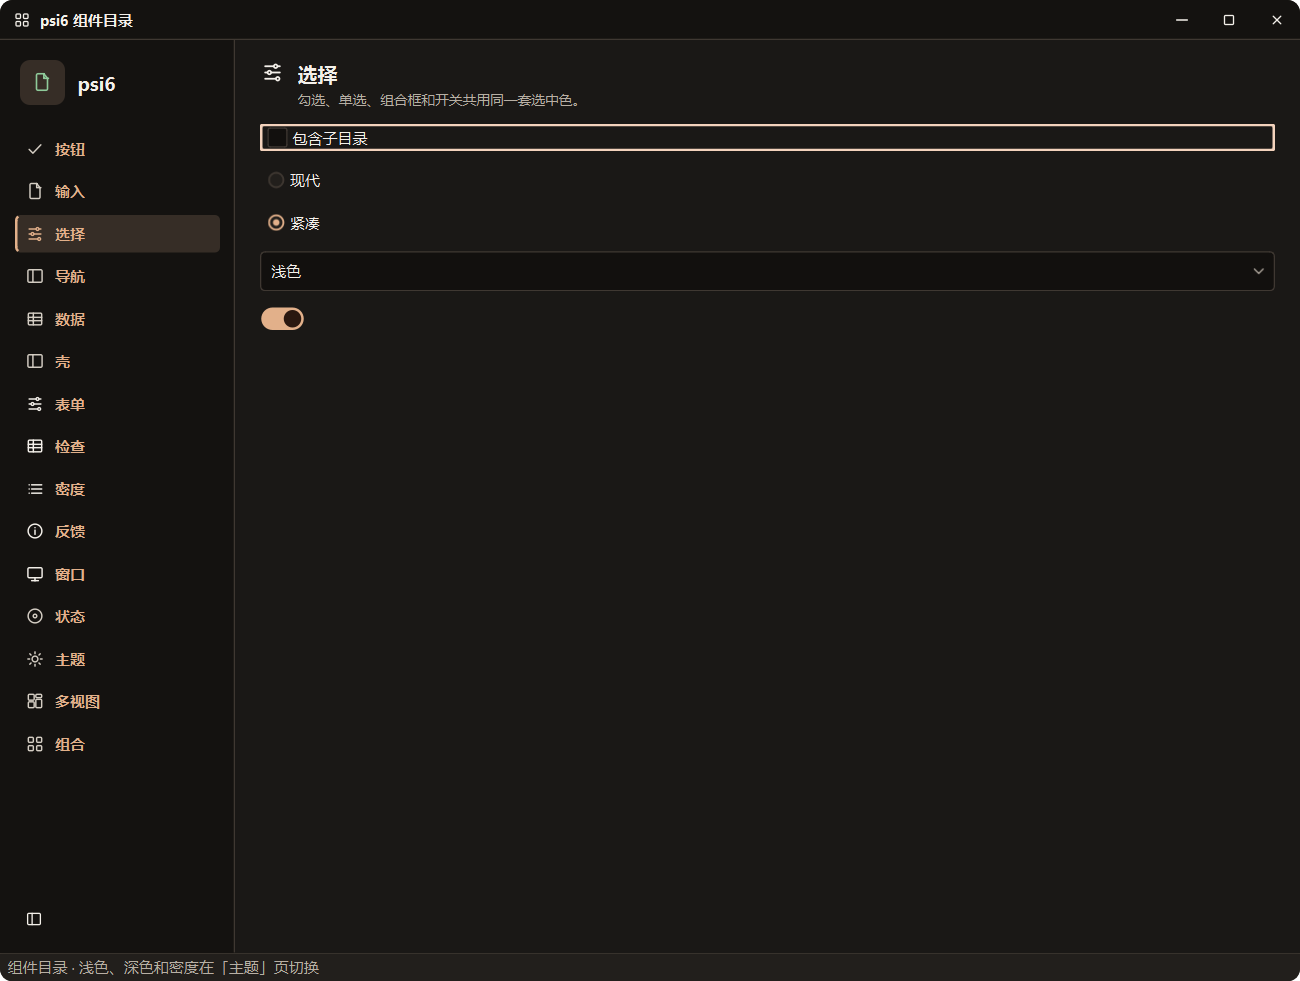 psi6 组件目录
psi6
按钮
输入
选择
导航
数据
壳
表单
检查
密度
反馈
窗口
状态
主题
多视图
组合
选择
勾选、单选、组合框和开关共用同一套选中色。
包含子目录
现代
紧凑
浅色
组件目录 · 浅色、深色和密度在「主题」页切换